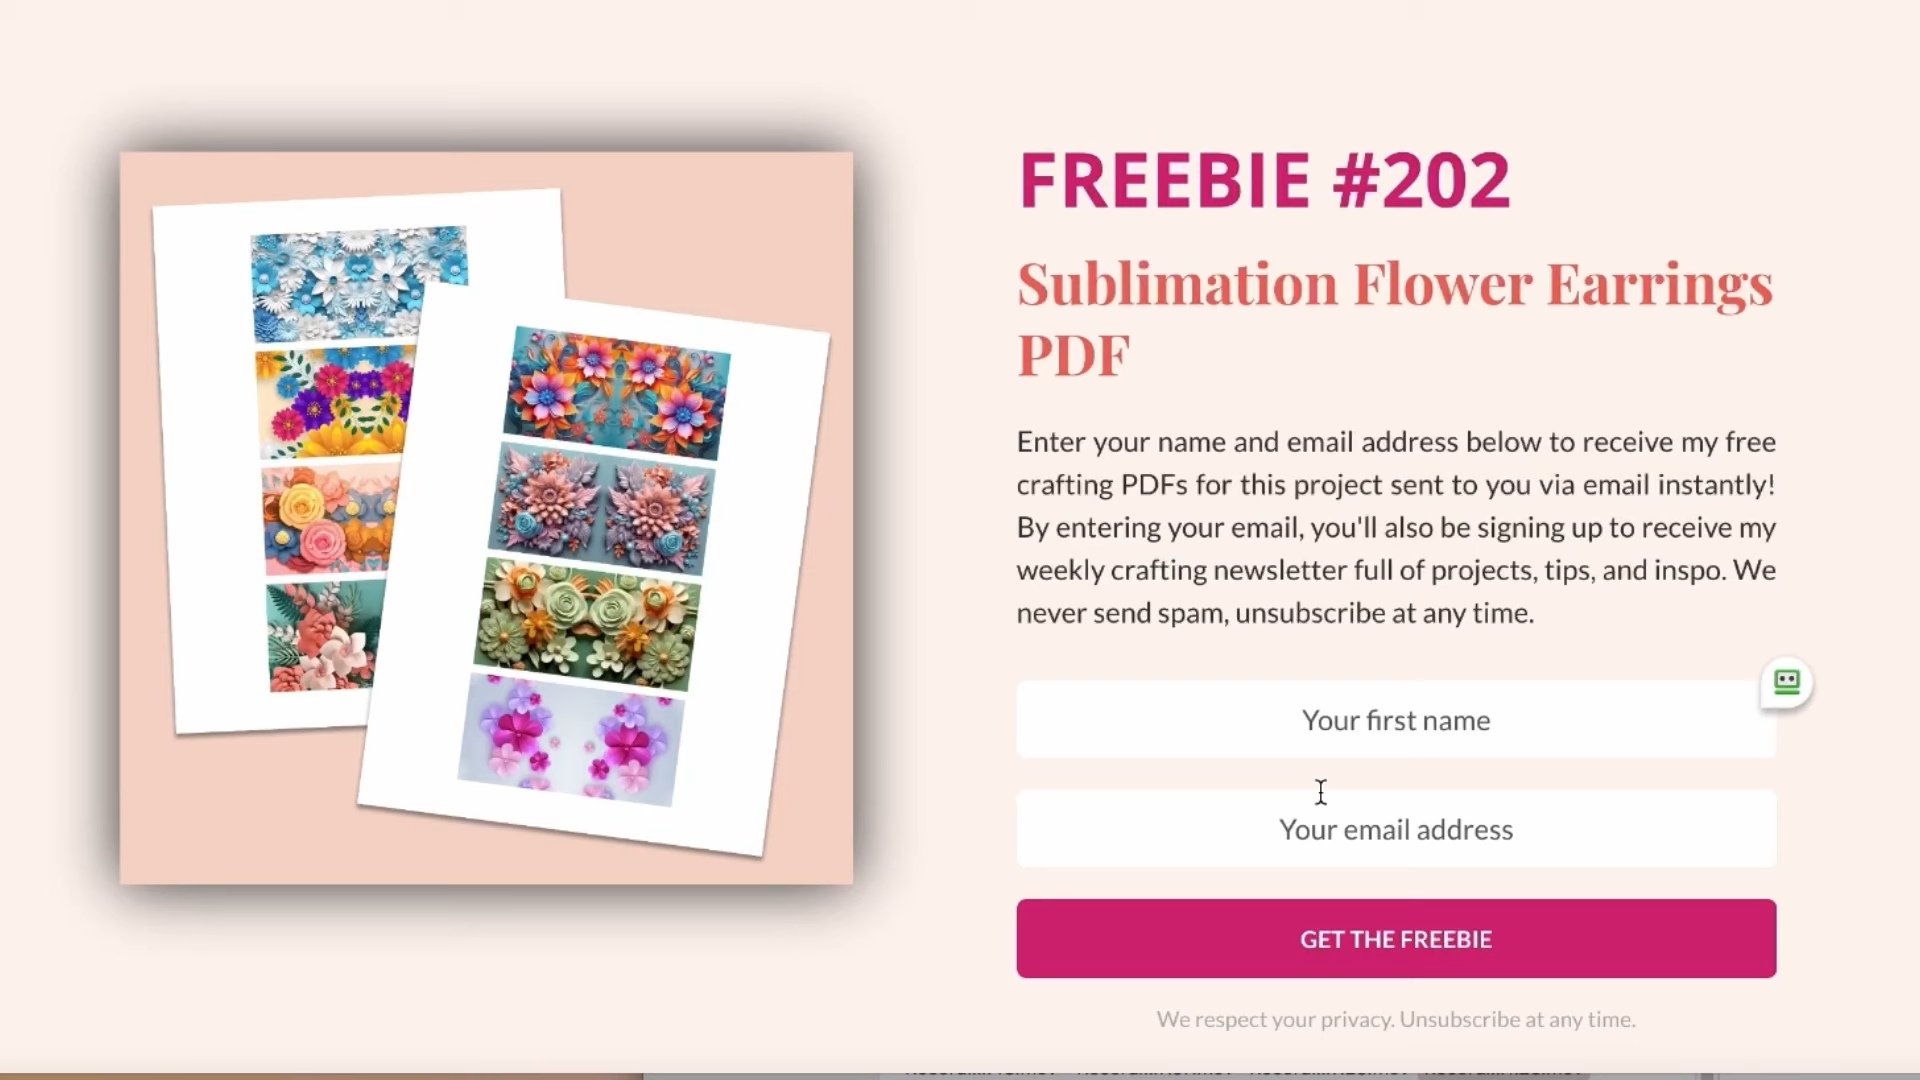 FREEBIE #202
Sublimation Flower Earrings
PDF
Enter your name and email address below to receive my free
crafting PDFs for this project sent to you via email instantly!
By entering your email, you'll also be signing up to receive my
weekly crafting newsletter full of projects, tips, and inspo. We
never send spam, unsubscribe at any time.
Your first name
Your email address
GET THE FREEBIE
We respect your privacy. Unsubscribe at any time.